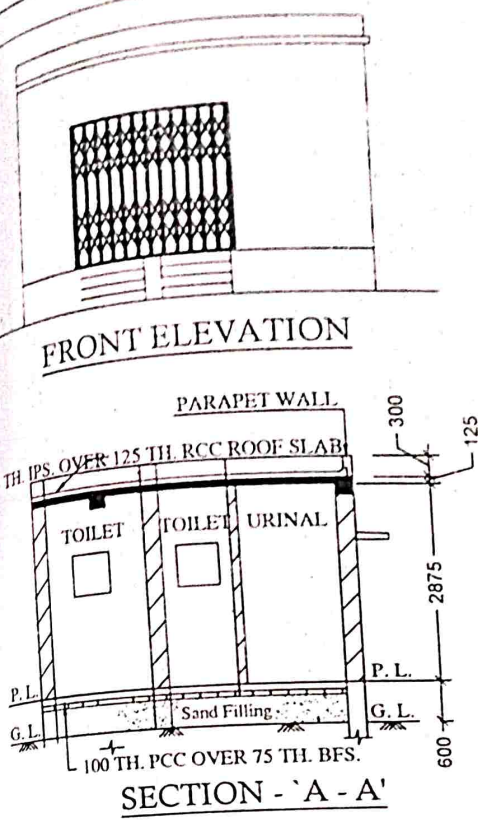 FRONT ELEVATION
PARAPET WALL
TH. IPS. OVER 125 TH. RCC ROOF SLAB
300
125
TOILET
TOILET
URINAL
2875
P.L.
P.L.
G.L.
Sand Filling
G.L.
600
100 TH. PCC OVER 75 TH. BFS.
SECTION - `A - A'